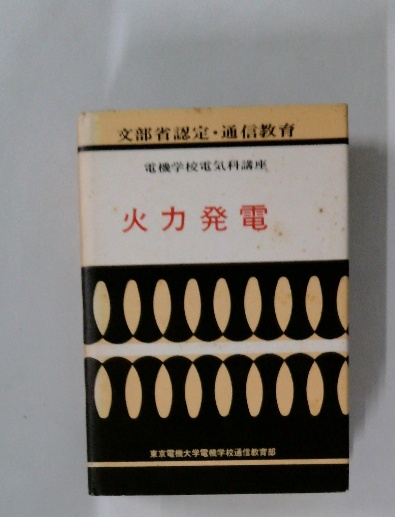 文部省認定・通信教育
電機学校電気科講座
火力発電
東京電機大学電機学校通信教育部